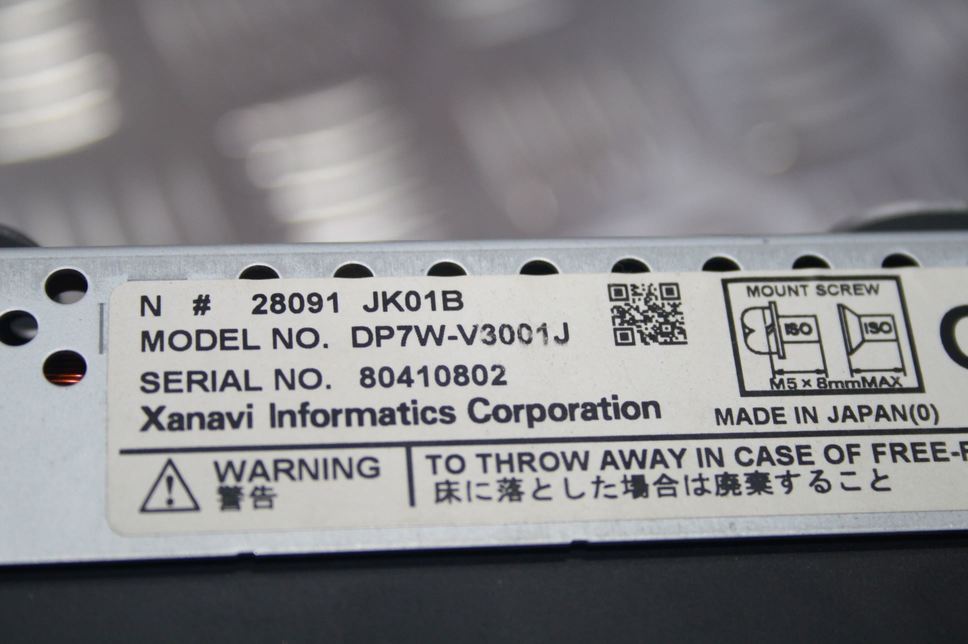 N # 28091 JK01B
MODEL NO. DP7W-V3001J
SERIAL NO. 80410802
Xanavi Informatics Corporation
MOUNT SCREW
ISO ISO
M5×8mmMAX
MADE IN JAPAN(0)
WARNING
警告
TO THROW AWAY IN CASE OF FREE-F
床に落とした場合は廃棄すること